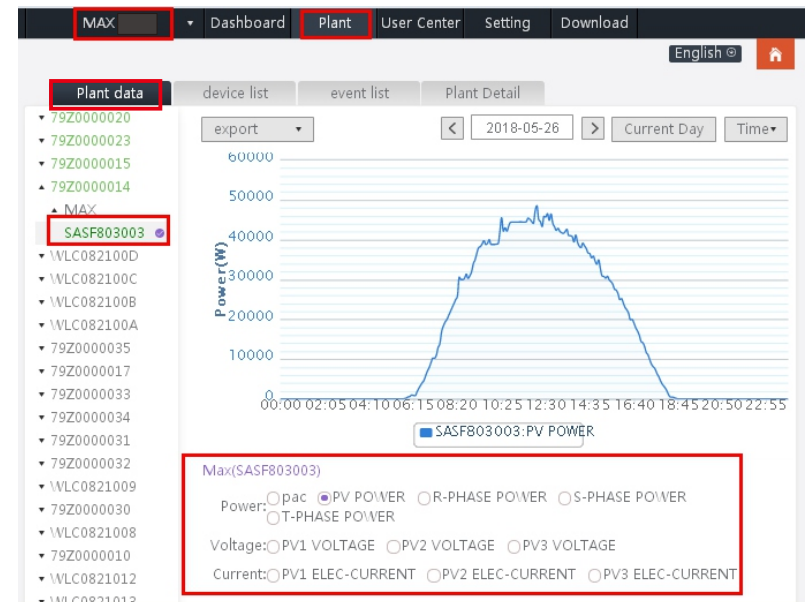 MAX Dashboard Plant User Center Setting Download
English
Plant data device list event list Plant Detail
79Z0000020
79Z0000023
79Z0000015
79Z0000014
MAX
SASF803003
WLC082100D
WLC082100C
WLC082100B
WLC082100A
79Z0000035
79Z0000017
79Z0000033
79Z0000034
79Z0000031
79Z0000032
WLC0821009
79Z0000030
WLC0821008
79Z0000010
WLC0821012
WLC0821013
export < 2018-05-26 > Current Day Time
60000
50000
40000
30000
20000
10000
0
Power(W)
00:00 02:05 04:10 06:15 08:20 10:25 12:30 14:35 16:40 18:45 20:50 22:55
SASF803003:PV POWER
Max(SASF803003)
Power: pac PV POWER R-PHASE POWER S-PHASE POWER
T-PHASE POWER
Voltage: PV1 VOLTAGE PV2 VOLTAGE PV3 VOLTAGE
Current: PV1 ELEC-CURRENT PV2 ELEC-CURRENT PV3 ELEC-CURRENT